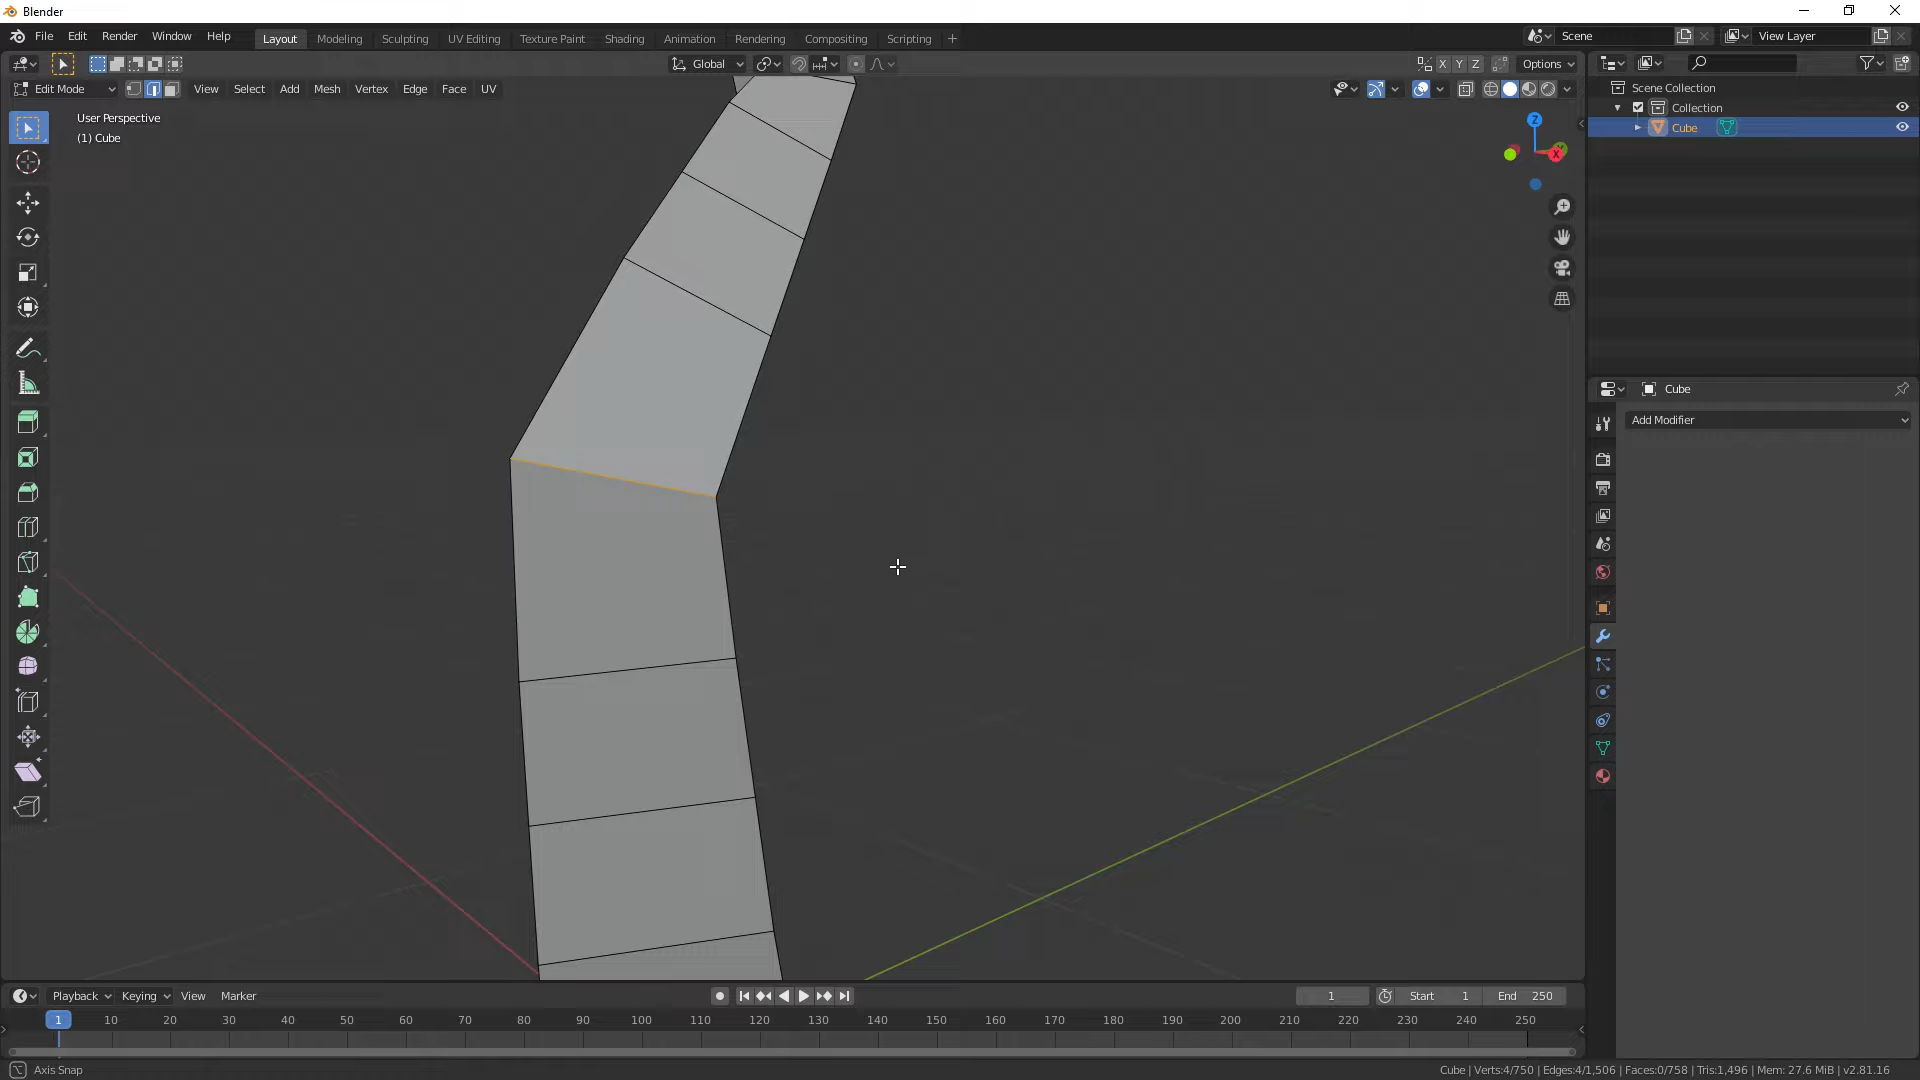 Blender
File Edit Render Window Help Layout Modeling Sculpting UV Editing Texture Paint Shading Animation Rendering Compositing Scripting + Scene View Layer
Global X Y Z Options
Edit Mode View Select Add Mesh Vertex Edge Face UV
Scene Collection
Collection
Cube
User Perspective
(1) Cube
Z
X
Cube
Add Modifier
Playback Keying View Marker 1 Start 1 End 250
1 10 20 30 40 50 60 70 80 90 100 110 120 130 140 150 160 170 180 190 200 210 220 230 240 250
Axis Snap Cube | Verts:4/750 | Edges:4/1,506 | Faces:0/758 | Tris:1,496 | Mem: 27.6 MiB | v2.81.16